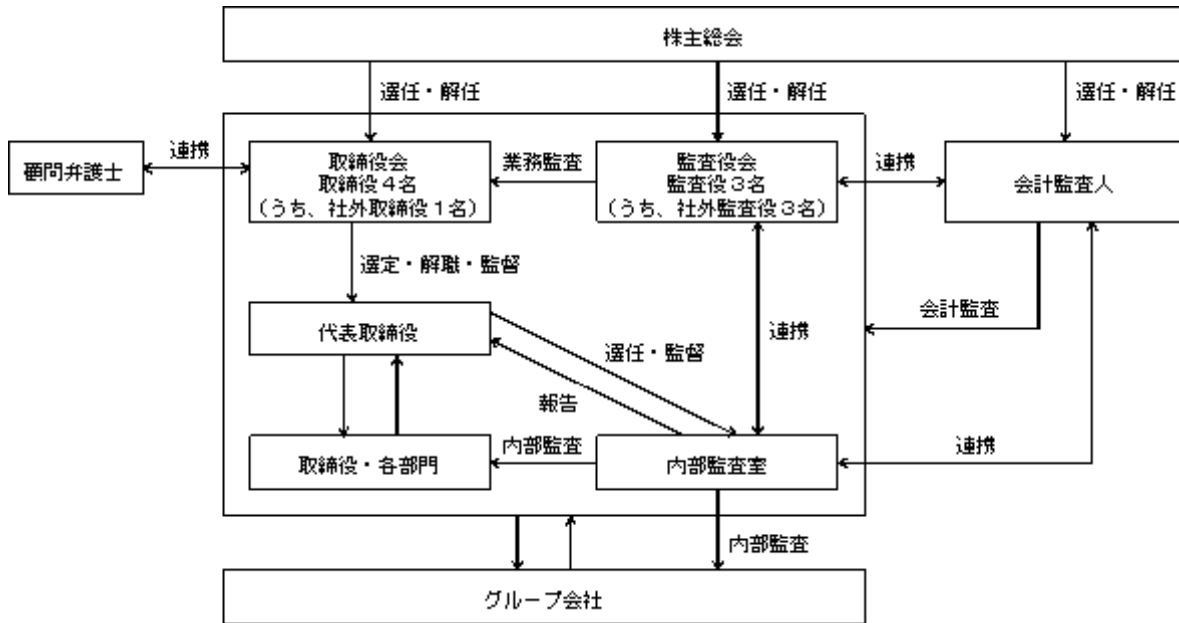 株主総会
選任・解任
選任・解任
選任・解任
顧問弁護士
連携
取締役会
取締役4名
(うち、社外取締役1名)
業務監査
監査役会
監査役3名
(うち、社外監査役3名)
連携
会計監査人
選定・解職・監督
会計監査
代表取締役
選任・監督
連携
報告
取締役・各部門
内部監査
内部監査室
連携
内部監査
グループ会社